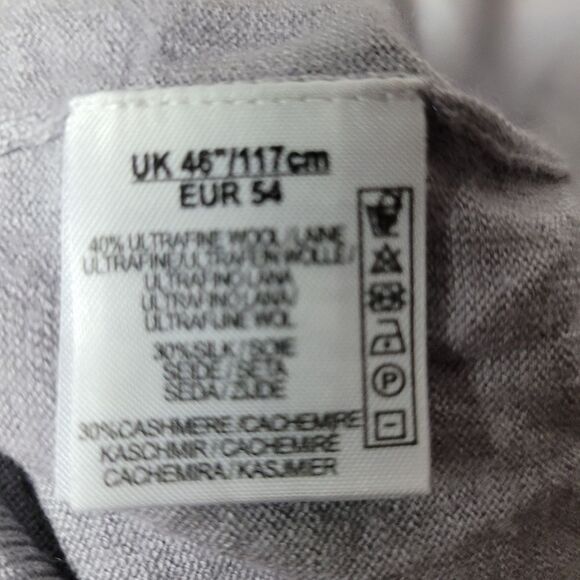 UK 46"/117cm
EUR 54
40% ULTRAFINE WOOL/LAINE
ULTRAFINE/ULTRAFEIN WOLLE/
ULTRAFINO LANA
ULTRAFINO LANA/
ULTRAFIJNE WOL
30%SILK/SOIE
SEIDE/SETA
SEDA/ZIJDE
30%CASHMERE/CACHEMIRE
KASCHMIR/CACHEMIRE
CACHEMIRA/KASJMIER
P